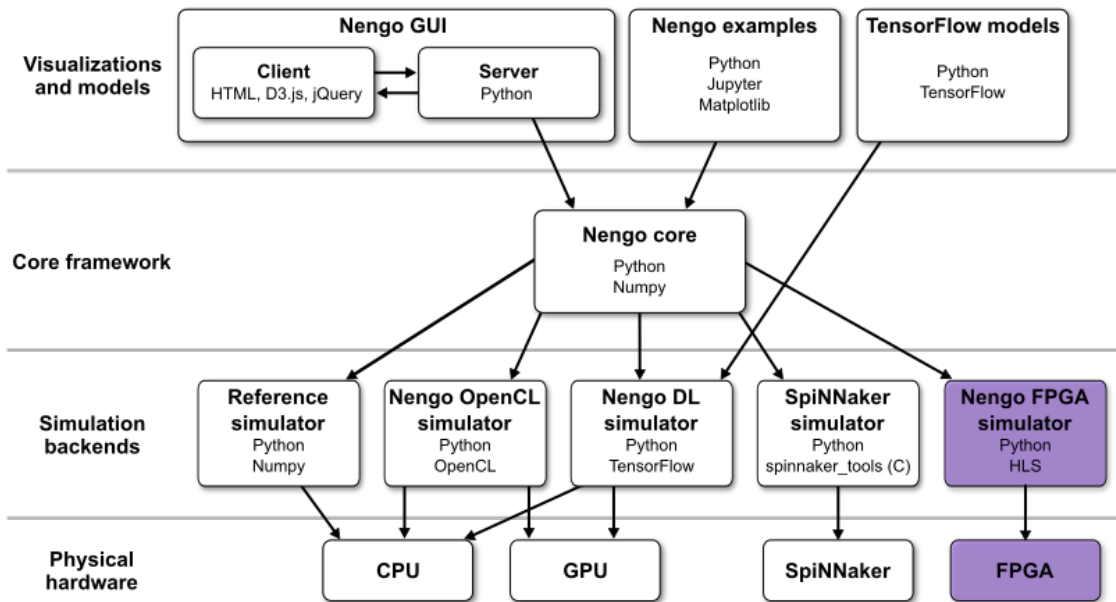 Nengo GUI
Nengo examples
TensorFlow models
Visualizations
and models
Client
HTML, D3.js, jQuery
Server
Python
Python
Jupyter
Matplotlib
Python
TensorFlow
Core framework
Nengo core
Python
Numpy
Simulation
backends
Reference
simulator
Python
Numpy
Nengo OpenCL
simulator
Python
OpenCL
Nengo DL
simulator
Python
TensorFlow
SpiNNaker
simulator
Python
spinnaker_tools (C)
Nengo FPGA
simulator
Python
HLS
Physical
hardware
CPU
GPU
SpiNNaker
FPGA